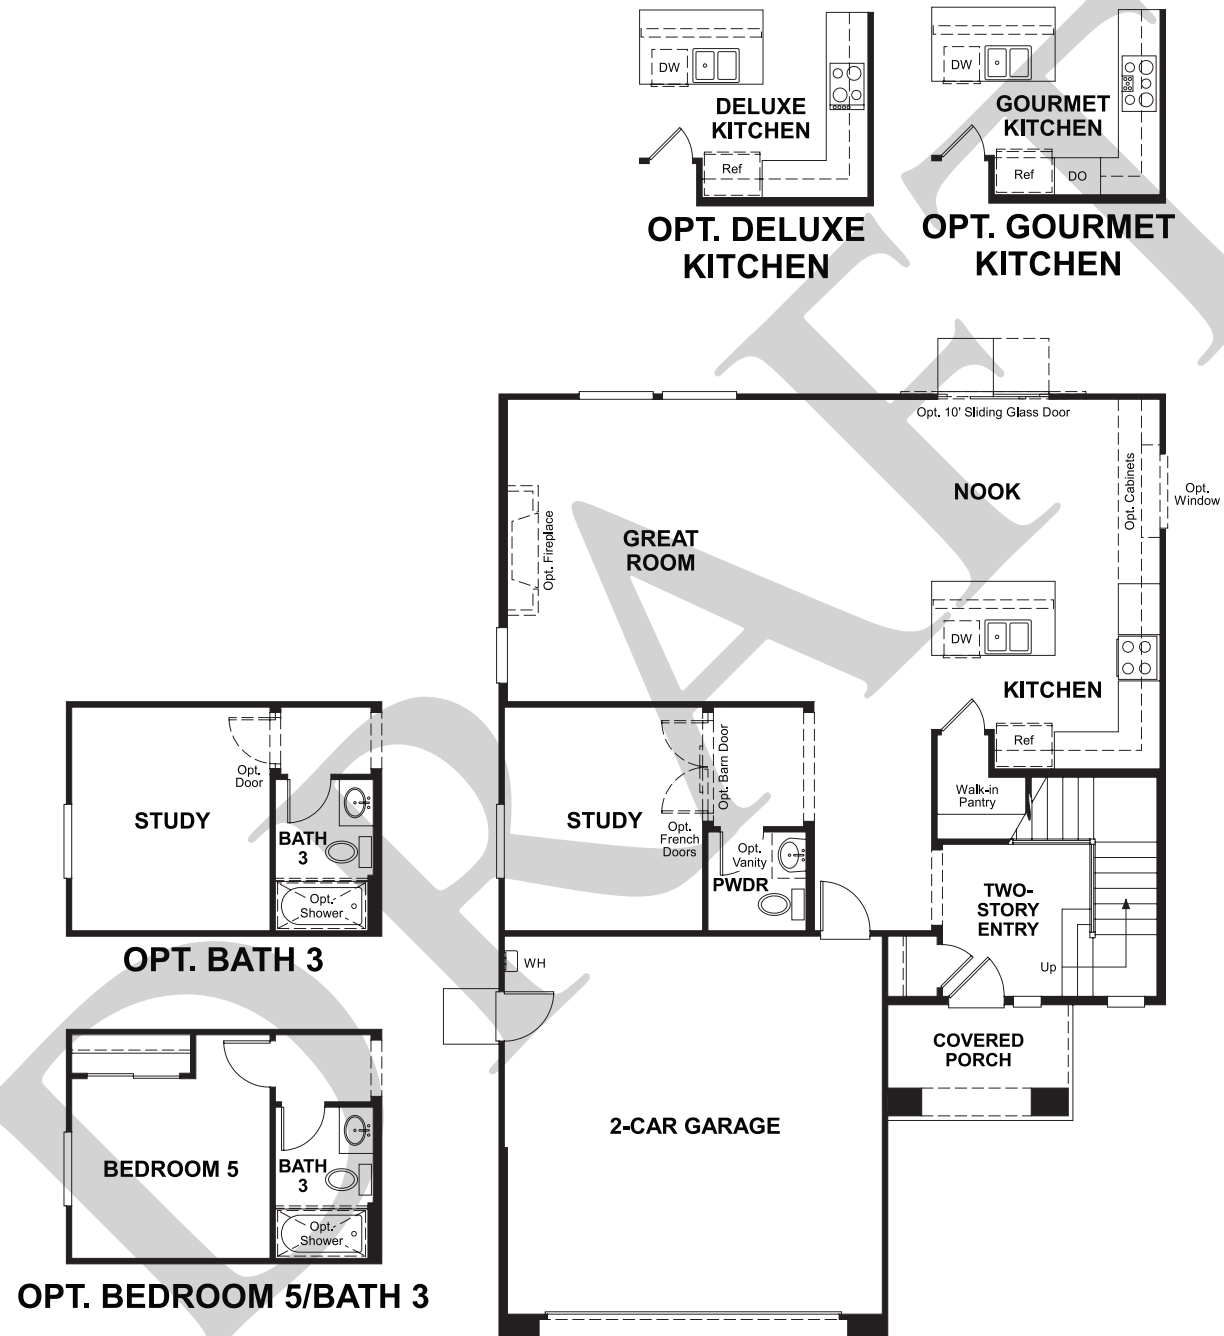 DW
DELUXE
KITCHEN
Ref
OPT. DELUXE
KITCHEN
DW
GOURMET
KITCHEN
Ref
DO
OPT. GOURMET
KITCHEN
Opt. 10' Sliding Glass Door
NOOK
Opt. Cabinets
Opt.
Window
GREAT
ROOM
Opt. Fireplace
DW
KITCHEN
Ref
Walk-in
Pantry
STUDY
Opt.
French
Doors
Opt. Barn Door
Opt.
Vanity
PWDR
TWO-
STORY
ENTRY
Up
WH
COVERED
PORCH
2-CAR GARAGE
STUDY
Opt.
Door
BATH
3
Opt.
Shower
OPT. BATH 3
BEDROOM 5
BATH
3
Opt.
Shower
OPT. BEDROOM 5/BATH 3
DRAFT